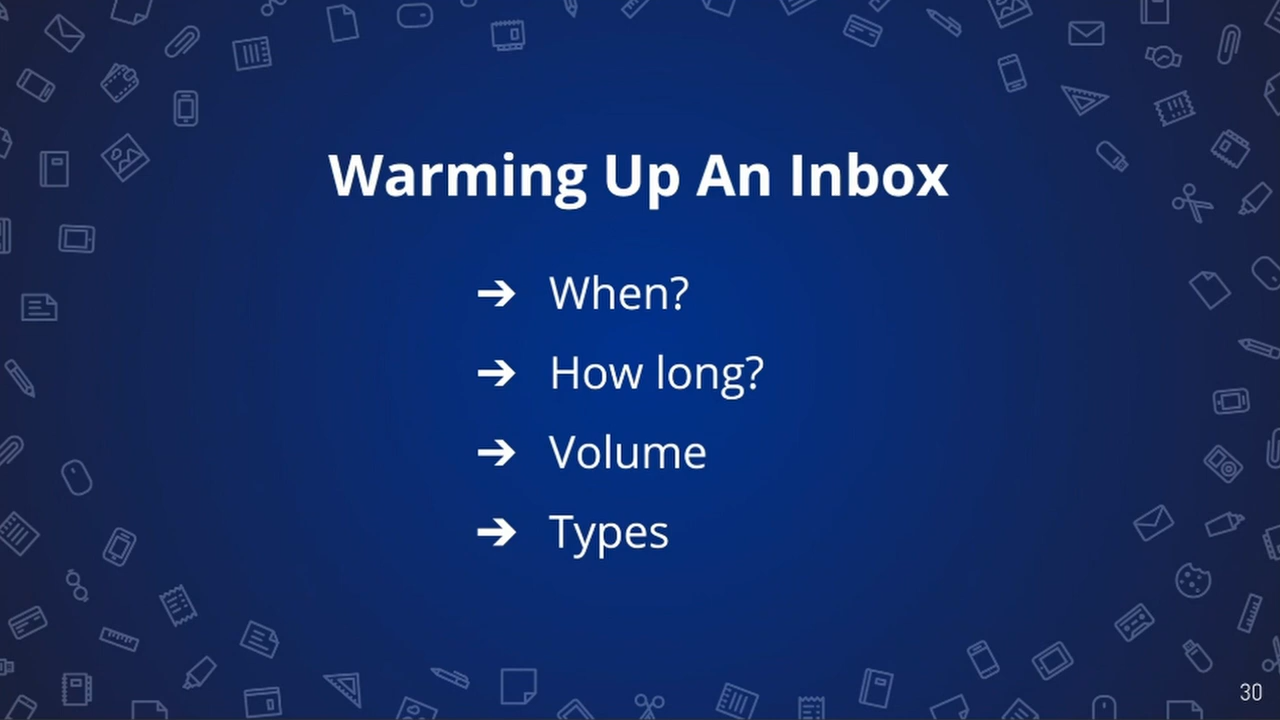 Warming Up An Inbox
➔ When?
➔ How long?
➔ Volume
➔ Types
30